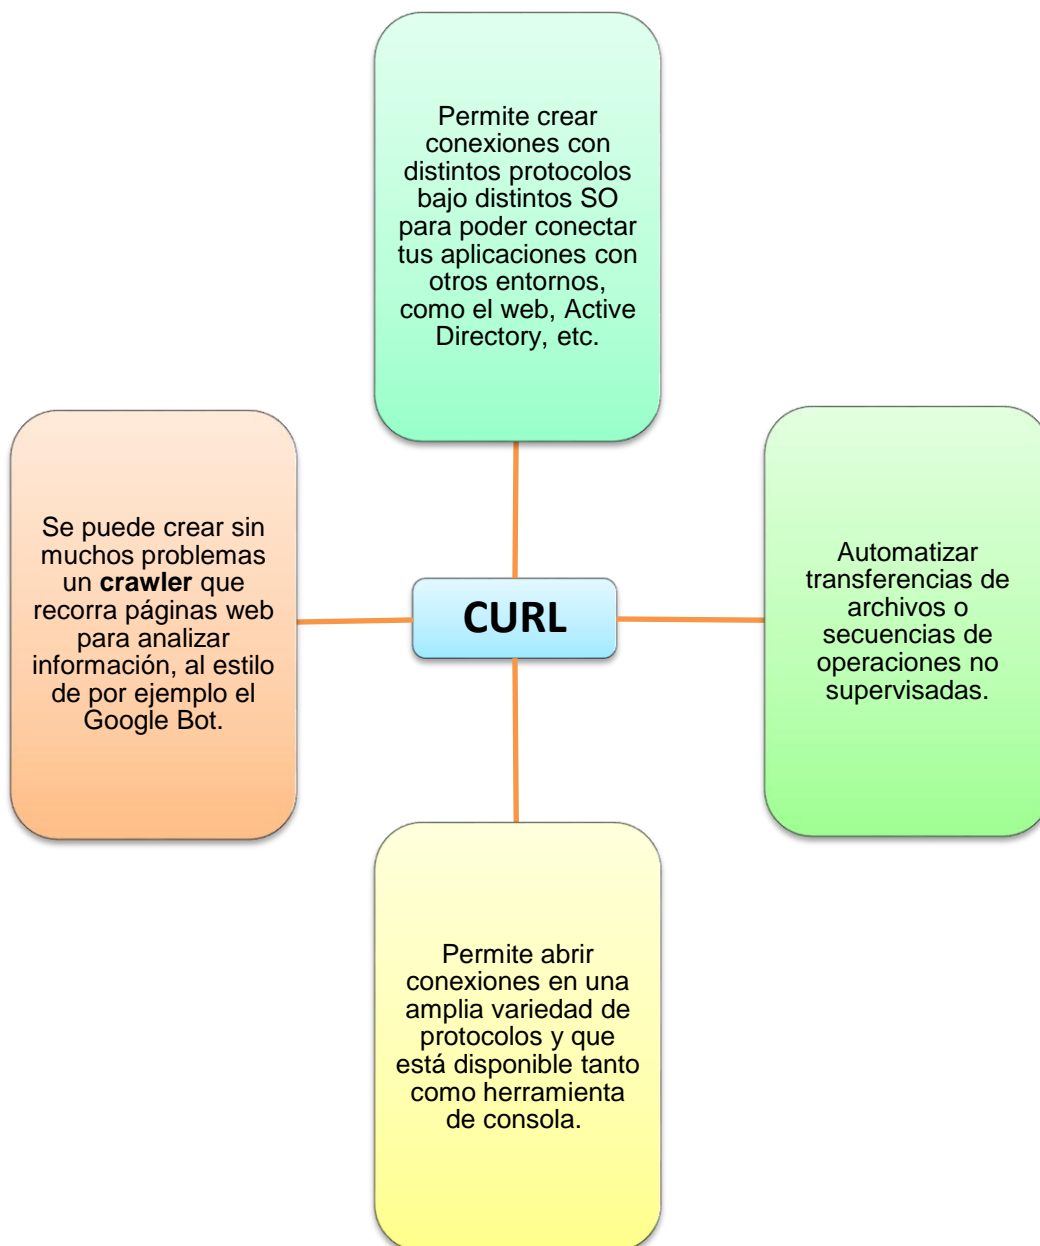 Permite crear
conexiones con
distintos protocolos
bajo distintos SO
para poder conectar
tus aplicaciones con
otros entornos,
como el web, Active
Directory, etc.
Se puede crear sin
muchos problemas
un crawler que
recorra páginas web
para analizar
información, al estilo
de por ejemplo el
Google Bot.
CURL
Automatizar
transferencias de
archivos o
secuencias de
operaciones no
supervisadas.
Permite abrir
conexiones en una
amplia variedad de
protocolos y que
está disponible tanto
como herramienta
de consola.